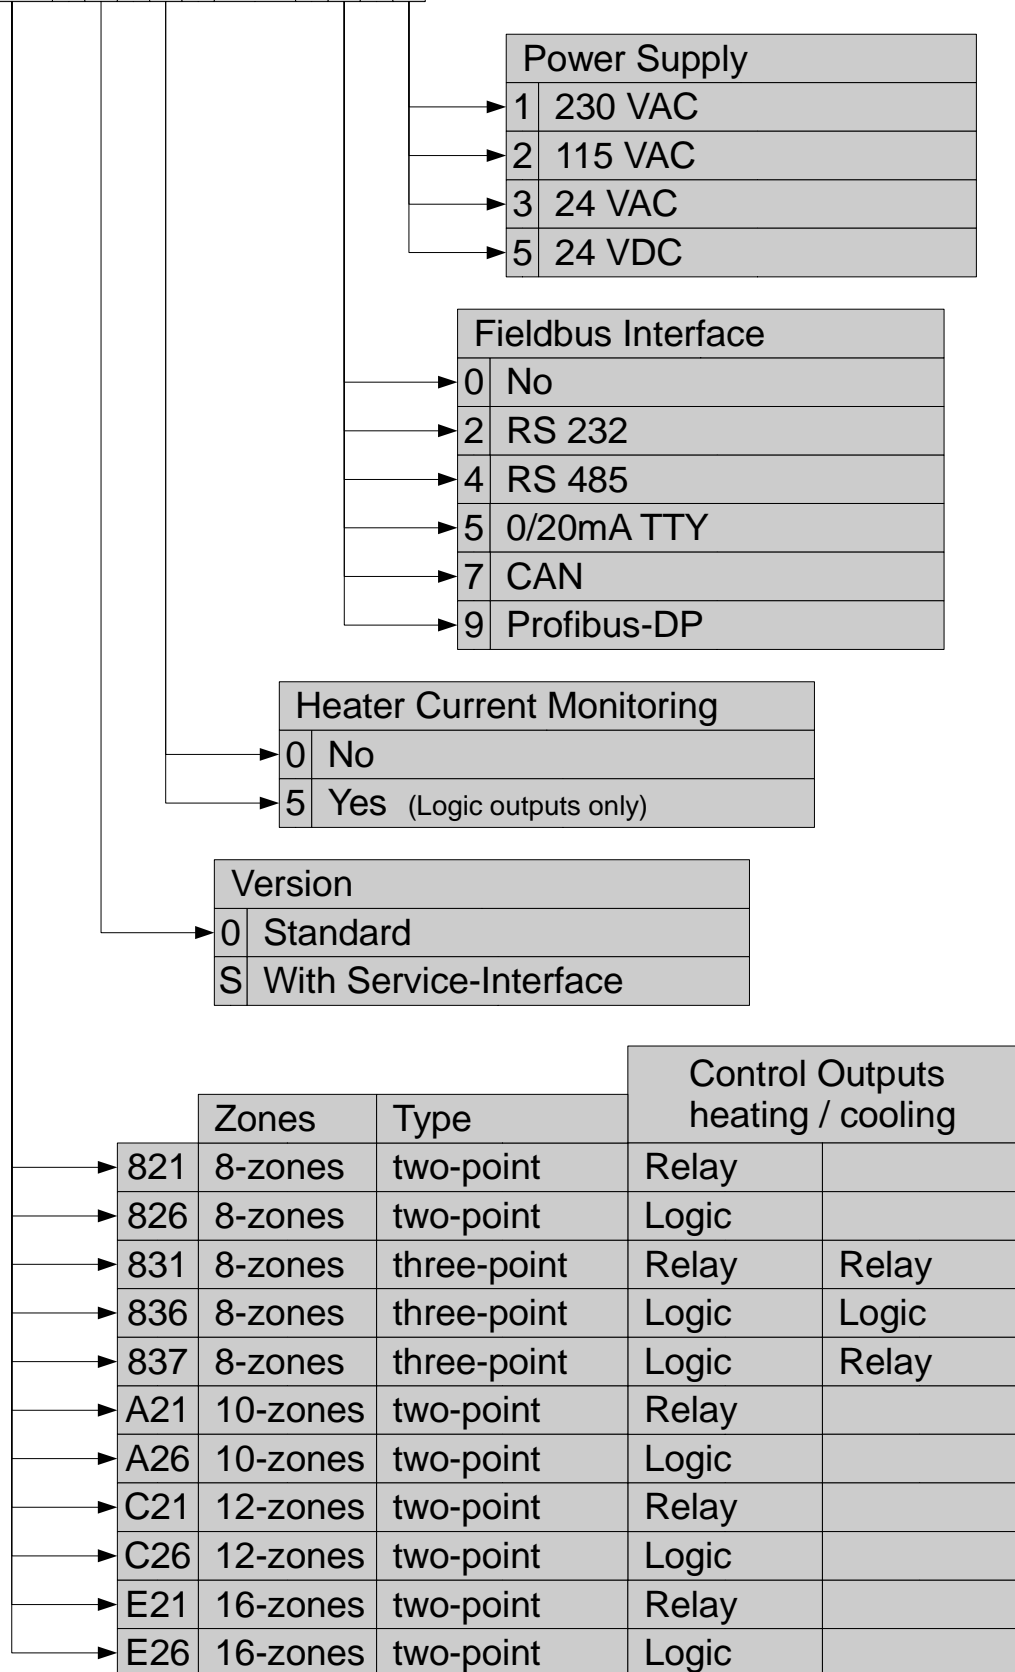 Power Supply
1 230 VAC
2 115 VAC
3 24 VAC
5 24 VDC
Fieldbus Interface
0 No
2 RS 232
4 RS 485
5 0/20mA TTY
7 CAN
9 Profibus-DP
Heater Current Monitoring
0 No
5 Yes (Logic outputs only)
Version
0 Standard
S With Service-Interface
Control Outputs
Zones Type heating / cooling
821 8-zones two-point Relay
826 8-zones two-point Logic
831 8-zones three-point Relay Relay
836 8-zones three-point Logic Logic
837 8-zones three-point Logic Relay
A21 10-zones two-point Relay
A26 10-zones two-point Logic
C21 12-zones two-point Relay
C26 12-zones two-point Logic
E21 16-zones two-point Relay
E26 16-zones two-point Logic